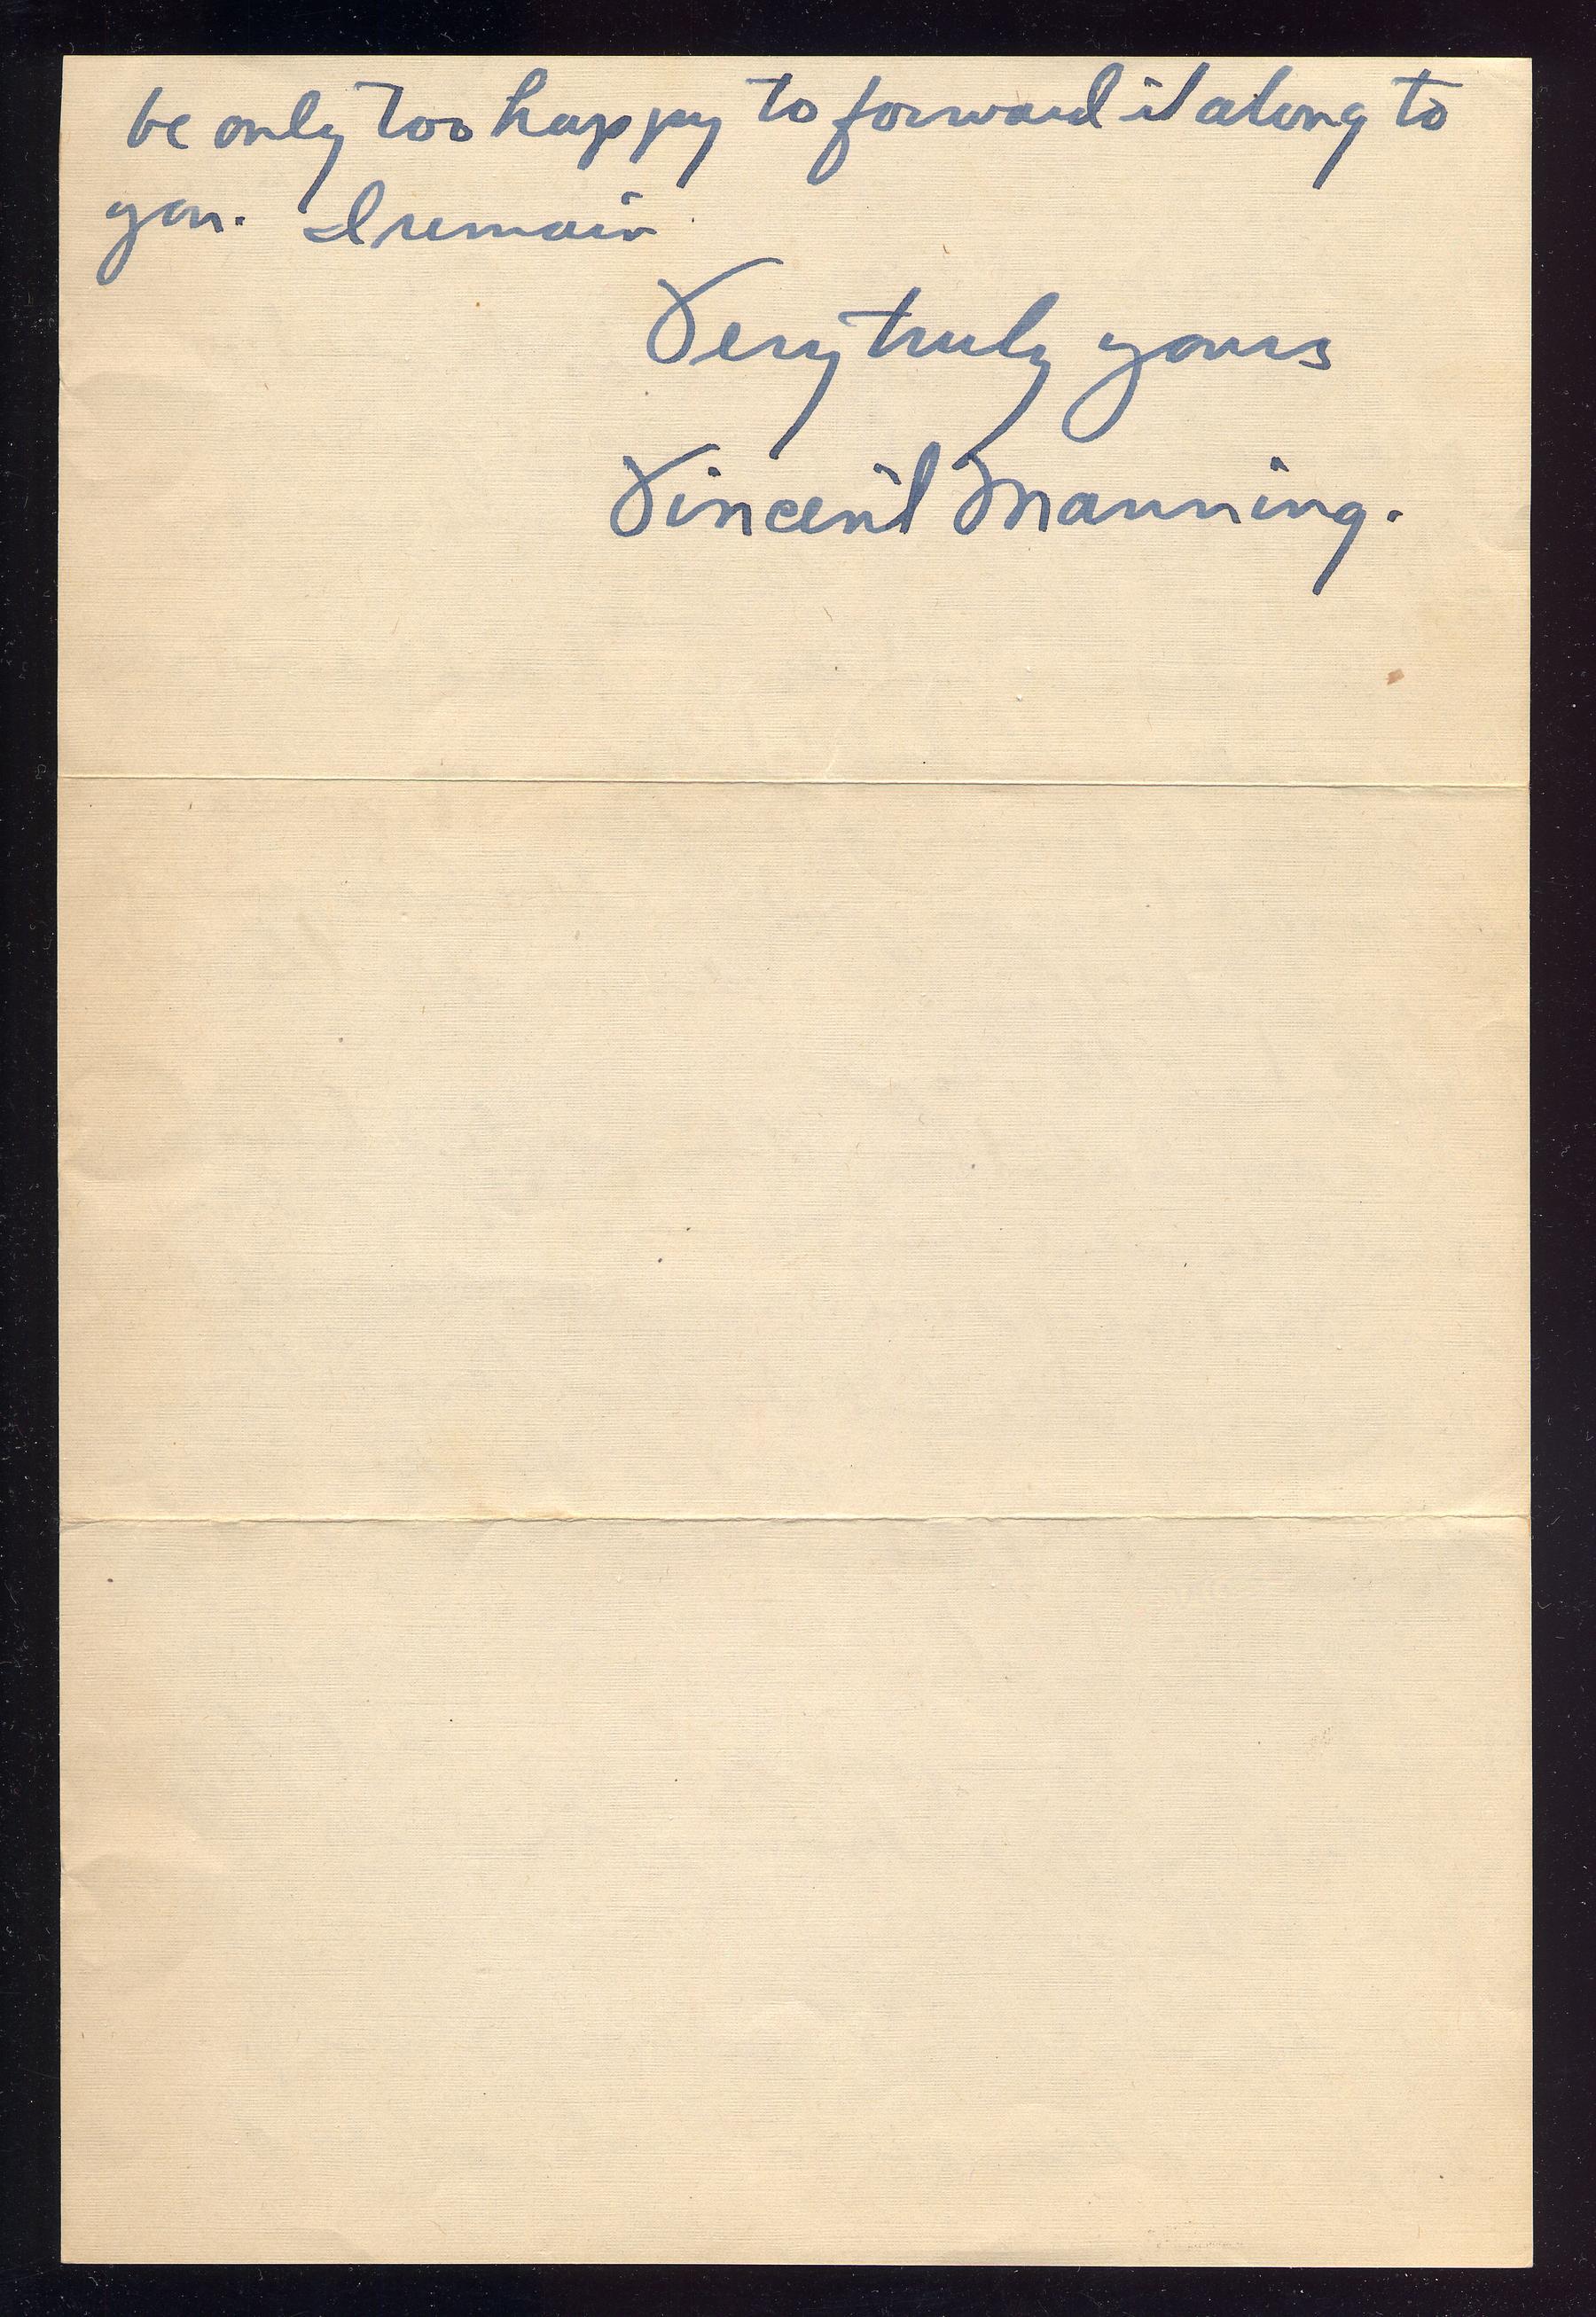 be only too happy to forward it along to
you. I remain
Very truly yours
Vincent Manning.